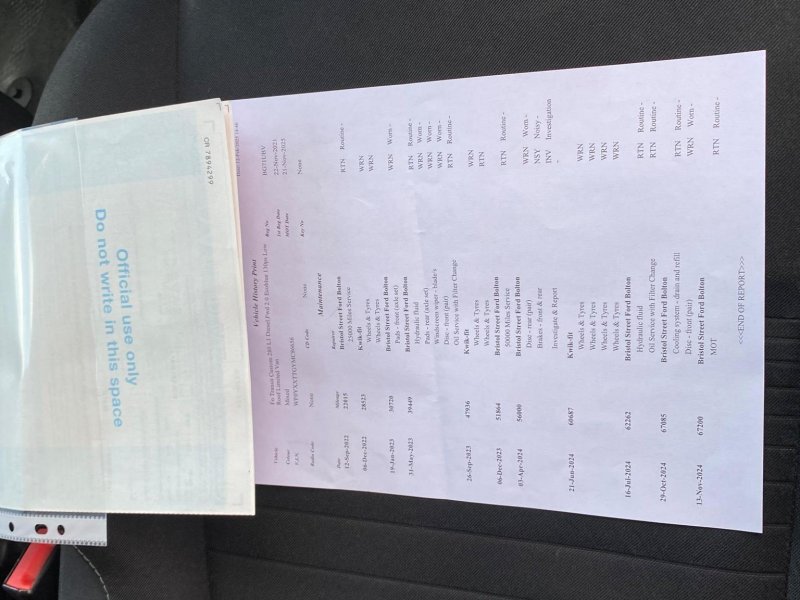 OR 7894299
Official use only
Do not write in this space
Vehicle History Print
Vehicle Fo Transit Custom 280 L1 Diesel Fwd 2.0 Ecoblue 130ps Low Reg No
Roof Limited Van 1st Reg Date 22-Nov-2021
Colour Mixed MOT Date 21-Nov-2025
V.I.N.
Radio Code None CD Code None Key No None
Maintenance
Date Mileage Repairer
12-Sep-2022 22015 Bristol Street Ford Bolton
25000 Miles Service RTN Routine -
06-Dec-2022 28523 Kwik-fit
Wheels & Tyres WRN
Wheels & Tyres WRN
19-Jan-2023 30720 Bristol Street Ford Bolton
Pads - front (axle set) WRN Worn -
31-May-2023 39449 Bristol Street Ford Bolton
Hydraulic fluid RTN Routine -
Pads - rear (axle set) WRN Worn -
Windscreen wiper - blade/s WRN Worn -
Disc - front (pair) WRN Worn -
Oil Service with Filter Change RTN Routine -
26-Sep-2023 47936 Kwik-fit
Wheels & Tyres WRN
Wheels & Tyres RTN
06-Dec-2023 51864 Bristol Street Ford Bolton
50000 Miles Service RTN Routine -
03-Apr-2024 56000 Bristol Street Ford Bolton
Disc - rear (pair) WRN Worn -
Brakes - front & rear NSY Noisy -
Investigate & Report INV Investigation
-
21-Jun-2024 60687 Kwik-fit
Wheels & Tyres WRN
Wheels & Tyres WRN
Wheels & Tyres WRN
Wheels & Tyres WRN
16-Jul-2024 62262 Bristol Street Ford Bolton
Hydraulic fluid RTN Routine -
Oil Service with Filter Change RTN Routine -
29-Oct-2024 67085 Bristol Street Ford Bolton
Cooling system - drain and refill RTN Routine -
Disc - front (pair) WRN Worn -
13-Nov-2024 67200 Bristol Street Ford Bolton
MOT RTN Routine -
<<<END OF REPORT>>>